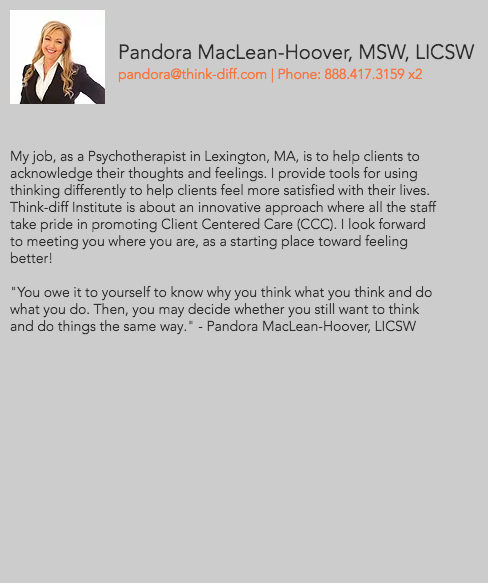 Pandora MacLean-Hoover, MSW, LICSW
pandora@think-diff.com | Phone: 888.417.3159 x2
My job, as a Psychotherapist in Lexington, MA, is to help clients to
acknowledge their thoughts and feelings. I provide tools for using
thinking differently to help clients feel more satisfied with their lives.
Think-diff Institute is about an innovative approach where all the staff
take pride in promoting Client Centered Care (CCC). I look forward
to meeting you where you are, as a starting place toward feeling
better!
"You owe it to yourself to know why you think what you think and do
what you do. Then, you may decide whether you still want to think
and do things the same way." - Pandora MacLean-Hoover, LICSW